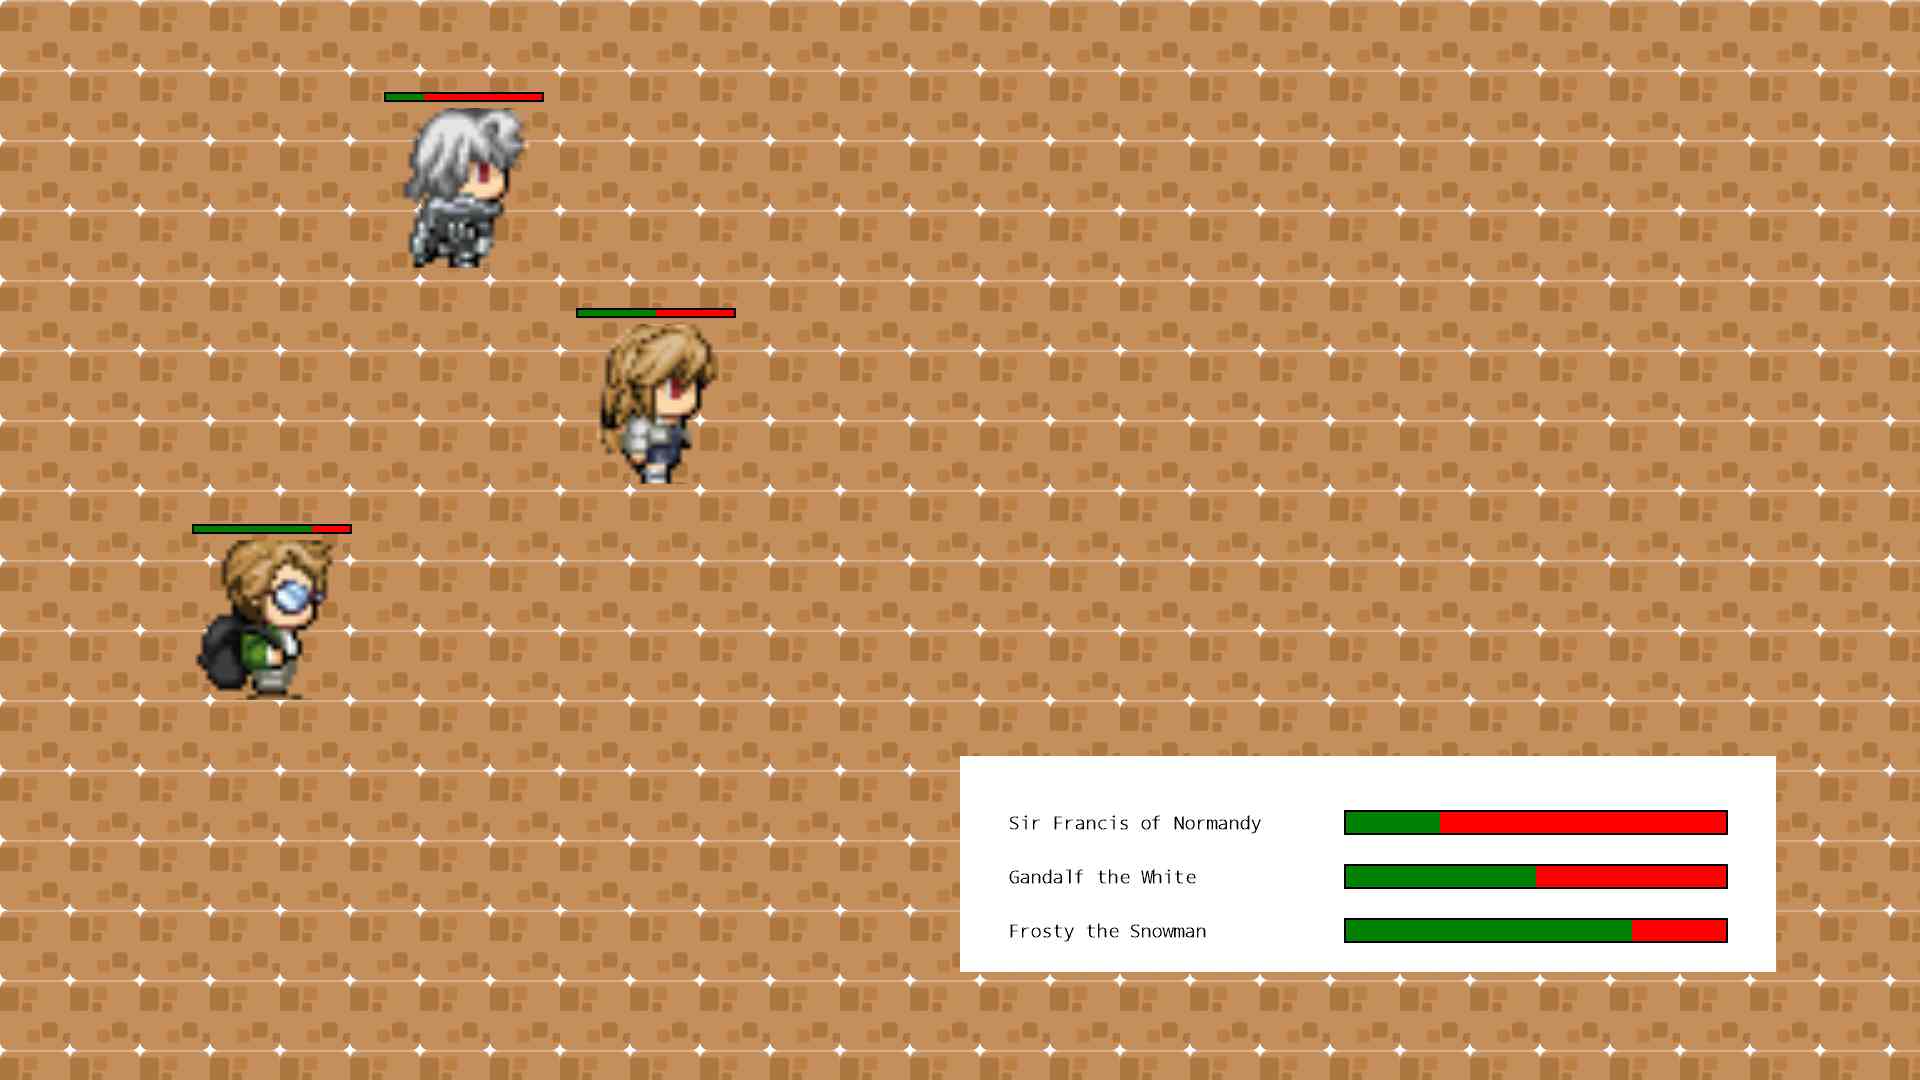 Sir Francis of Normandy
Gandalf the White
Frosty the Snowman